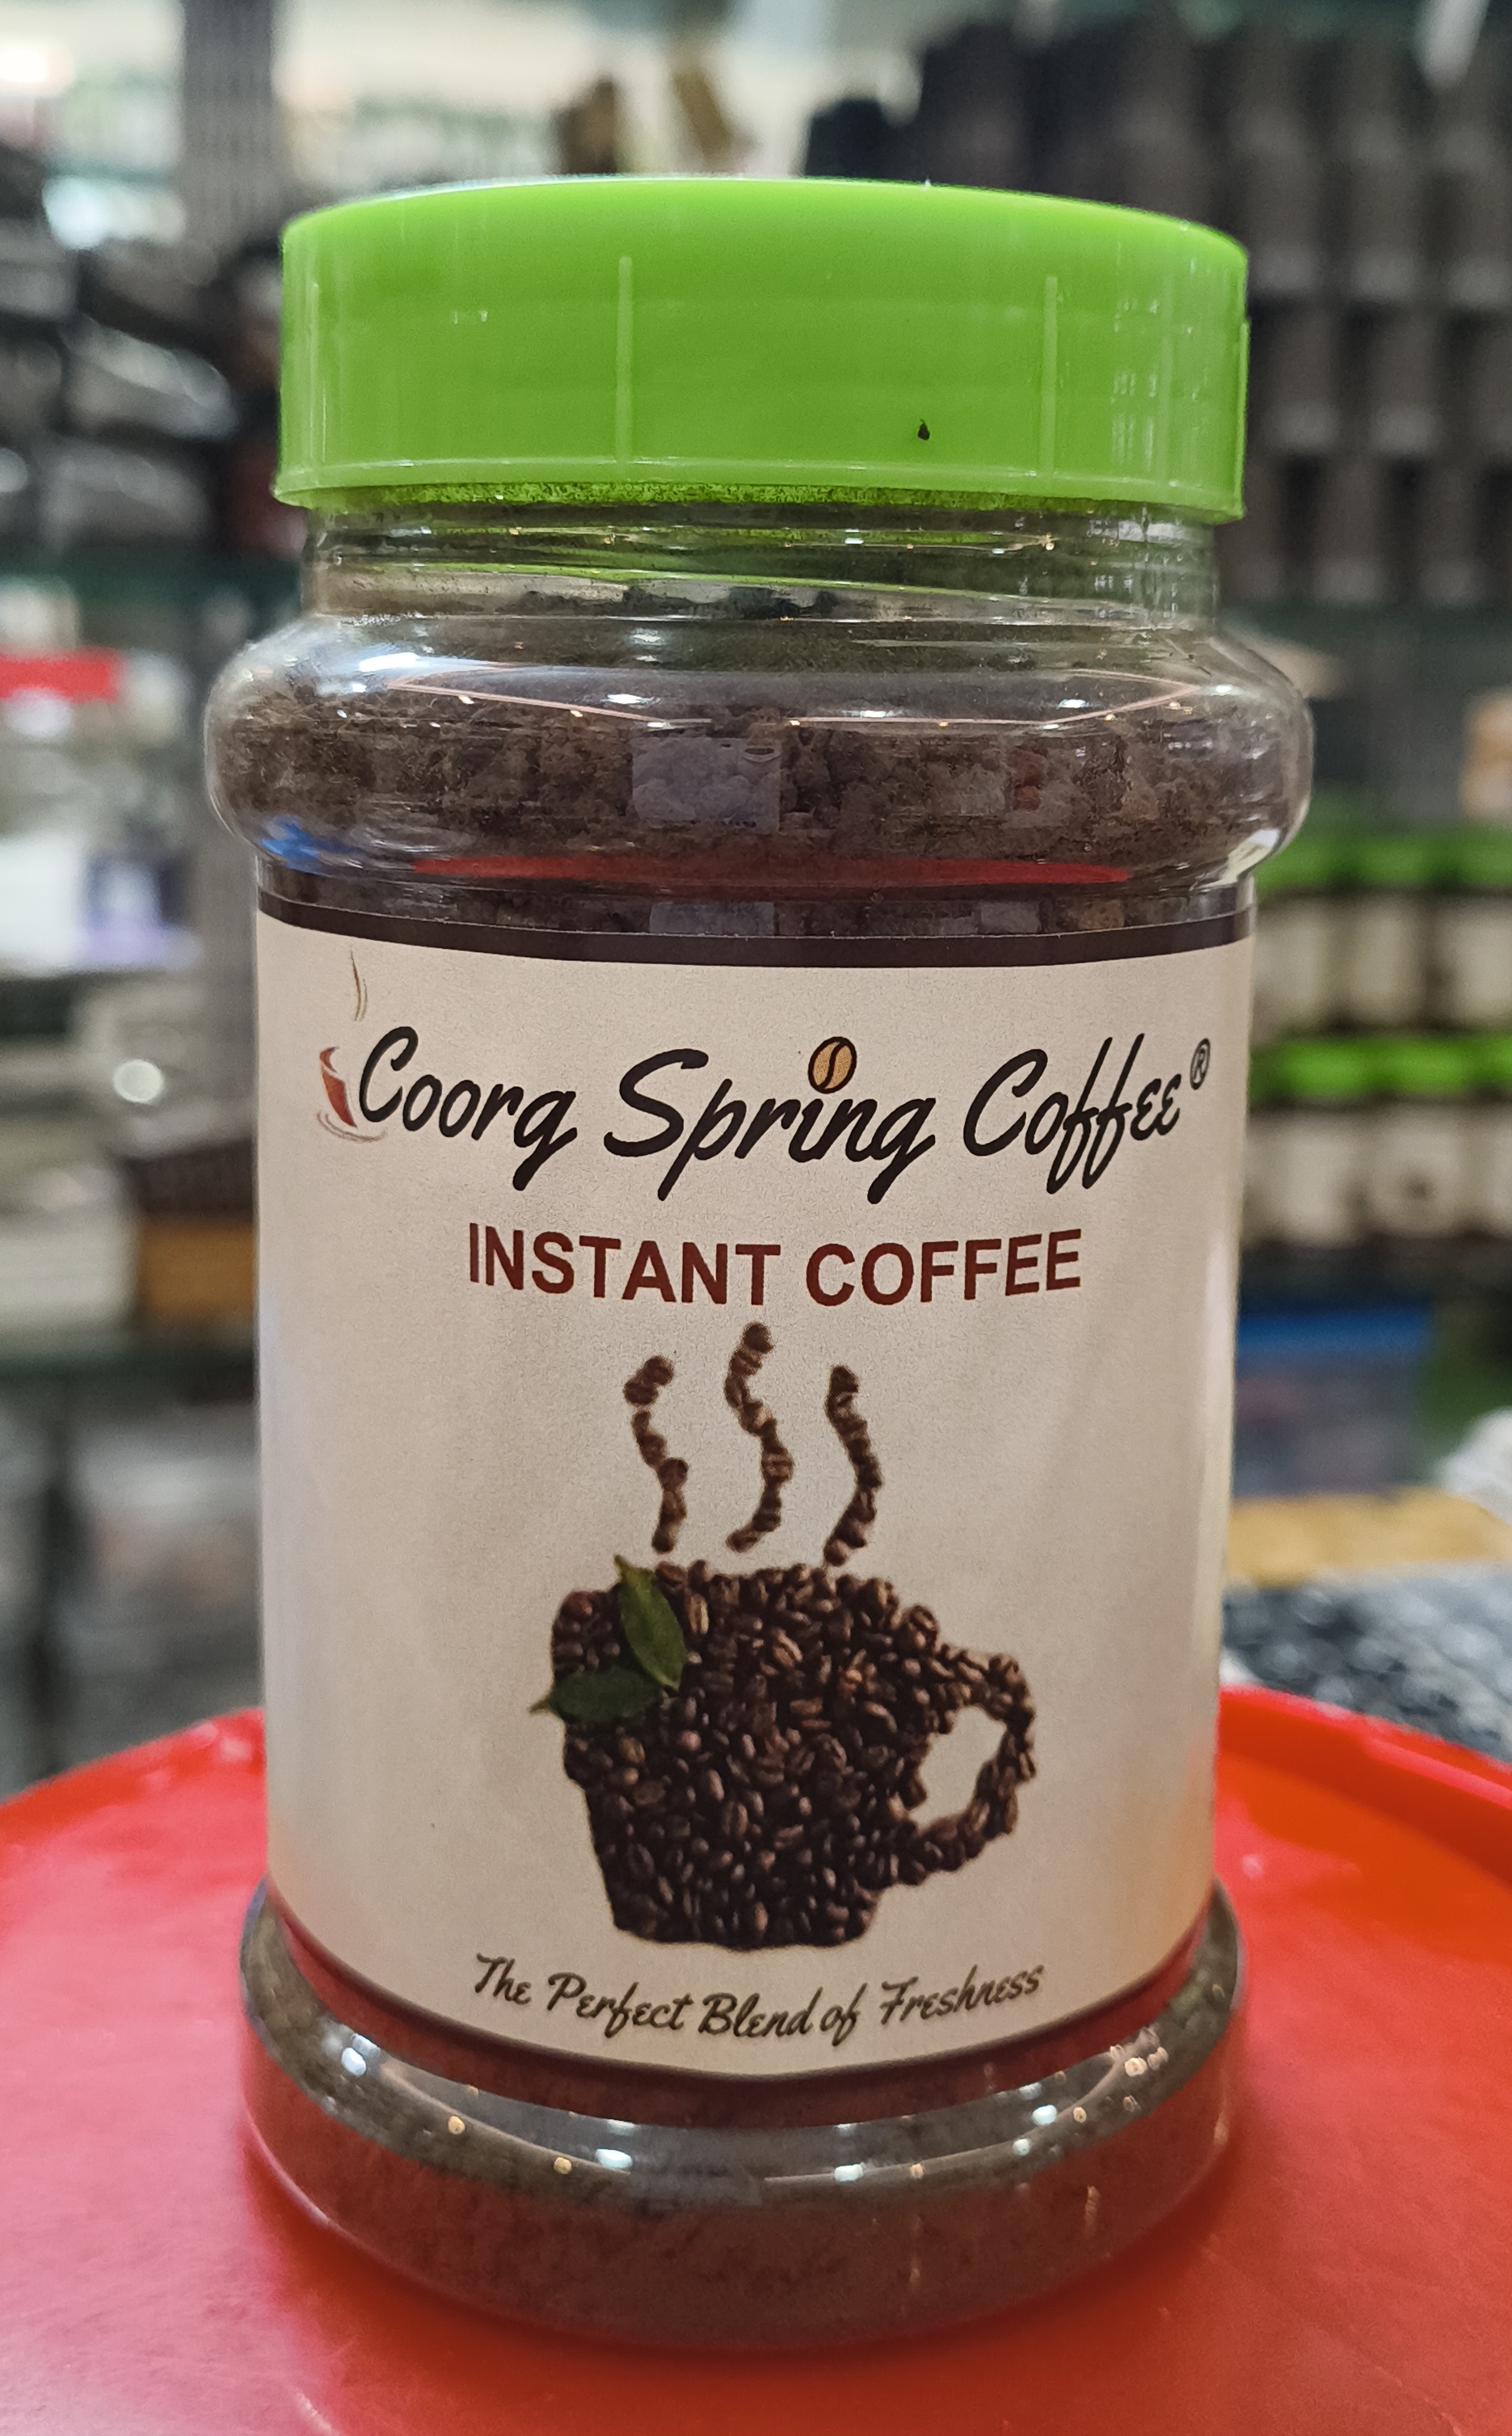 Coorg Spring Coffee®
INSTANT COFFEE
The Perfect Blend of Freshness